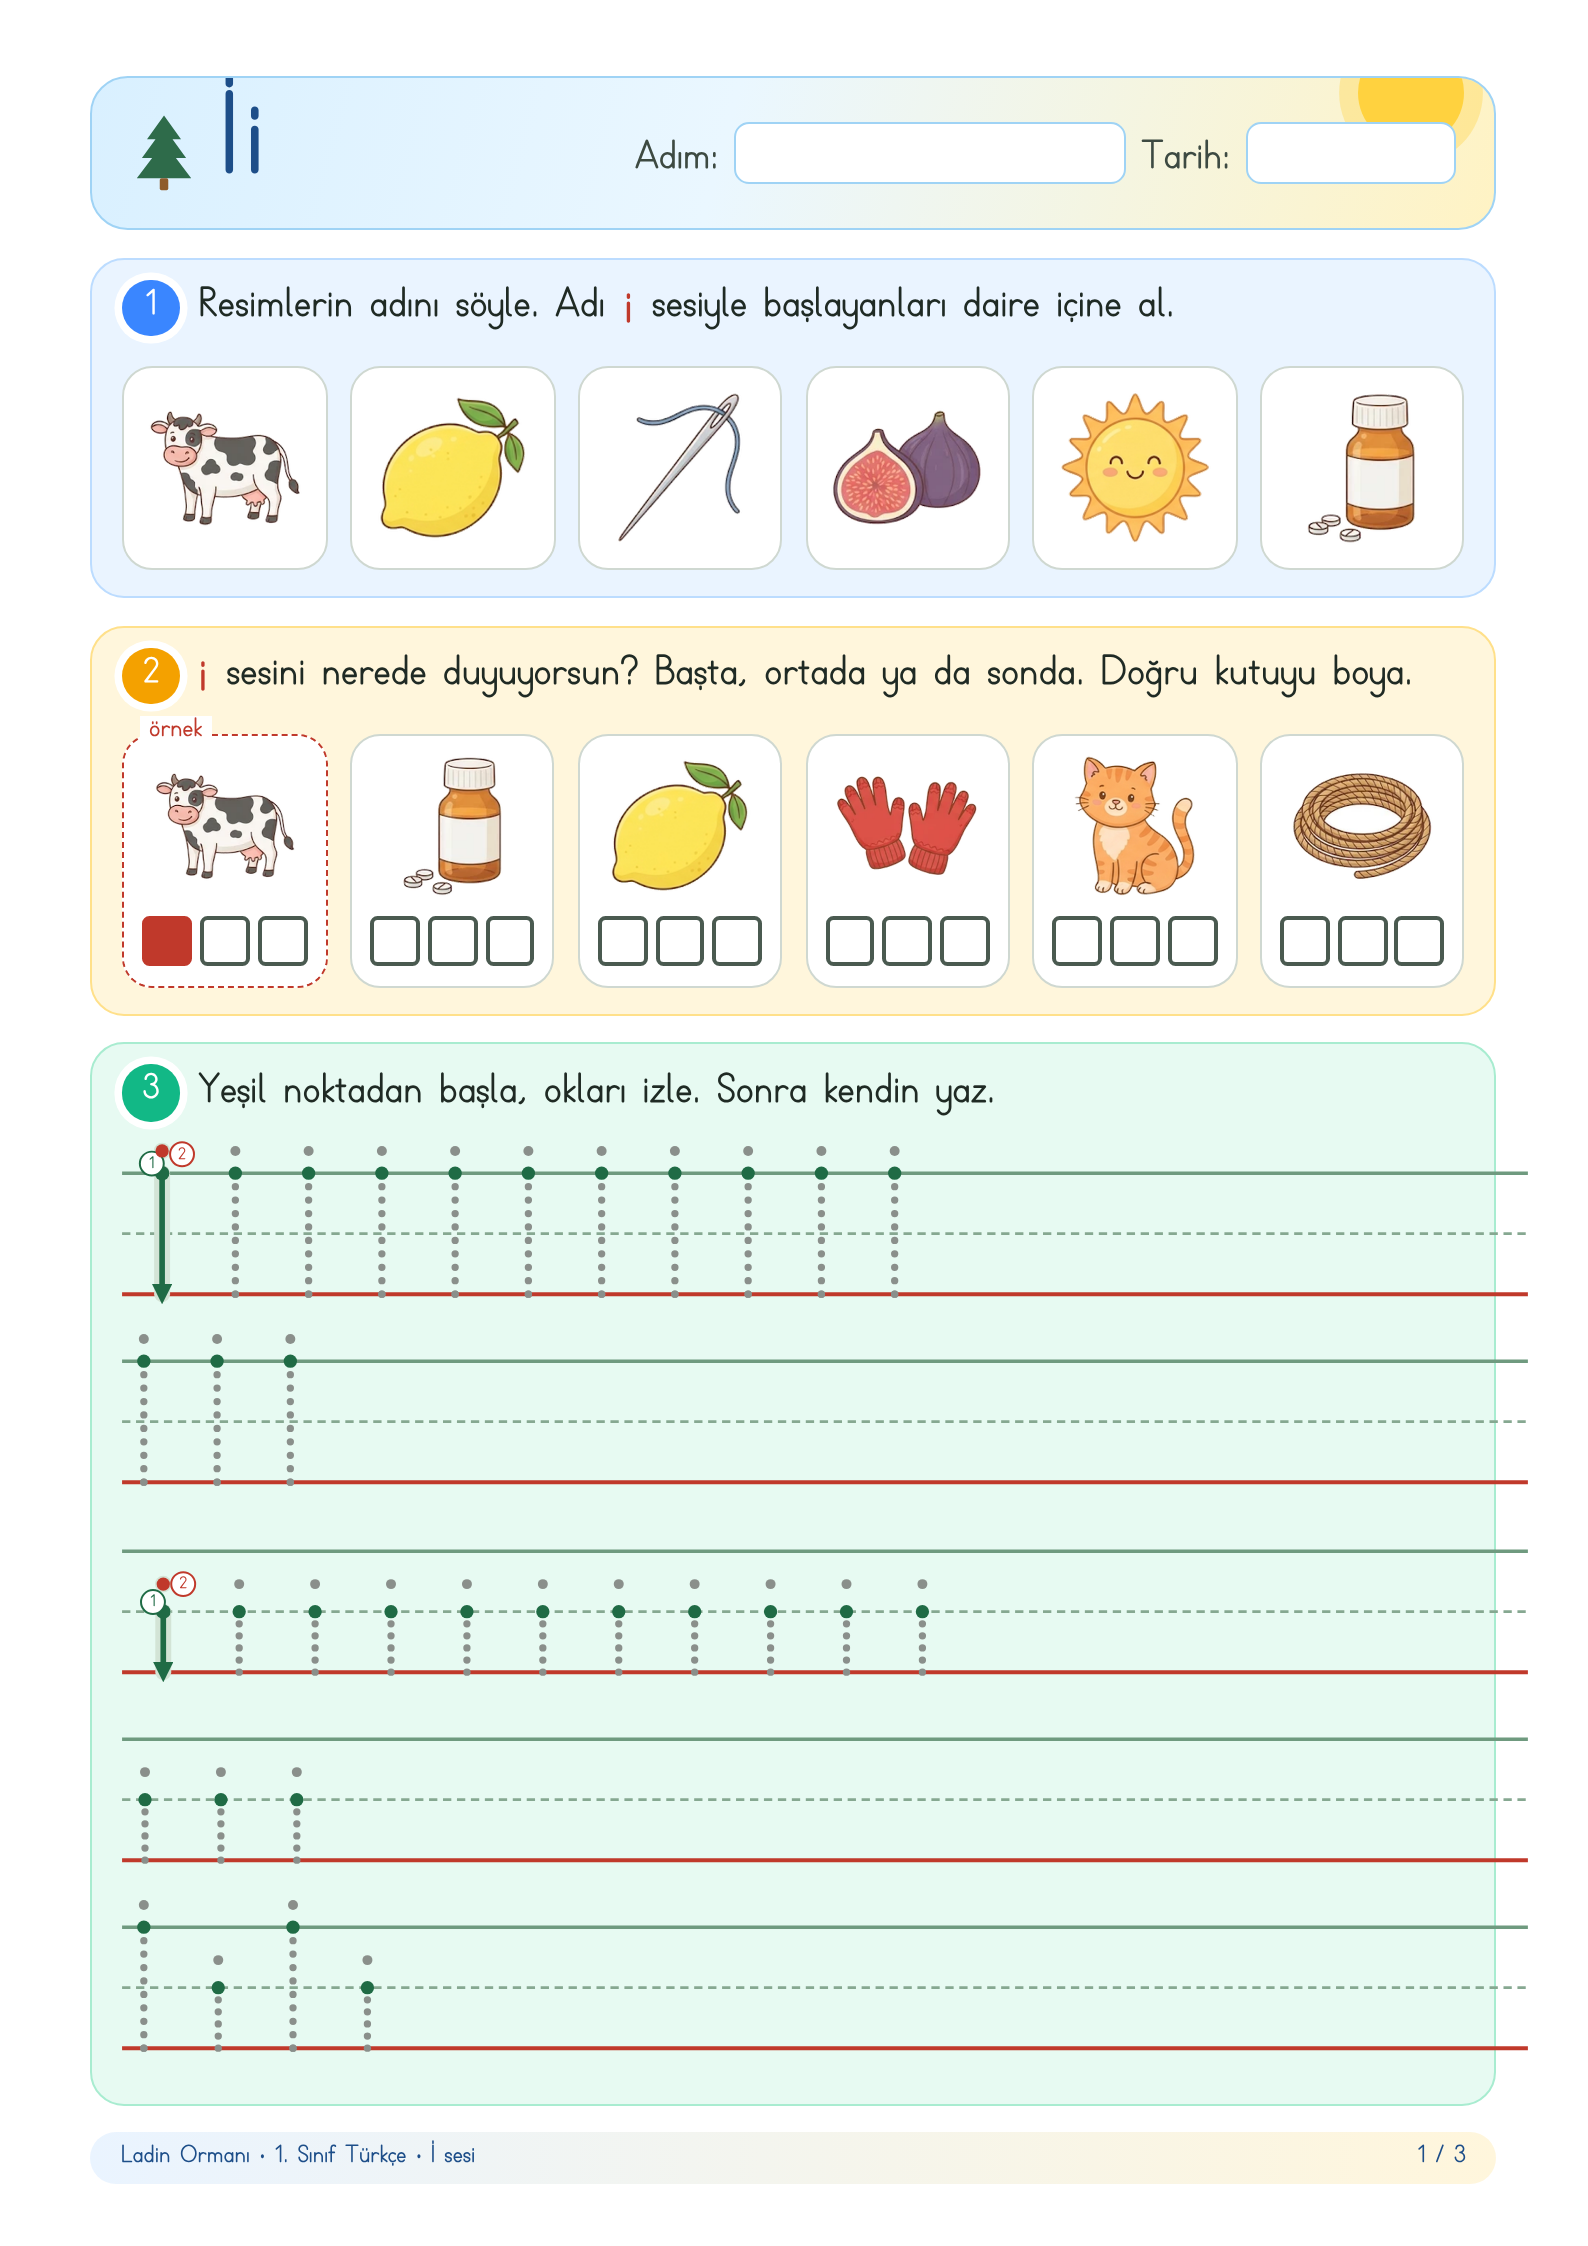 İi
Adım: Tarih:
1 Resimlerin adını söyle. Adı i sesiyle başlayanları daire içine al.
2 i sesini nerede duyuyorsun? Başta, ortada ya da sonda. Doğru kutuyu boya.
örnek
3 Yeşil noktadan başla, okları izle. Sonra kendin yaz.
1 2
1 2
Ladin Ormanı • 1. Sınıf Türkçe • İ sesi 1 / 3